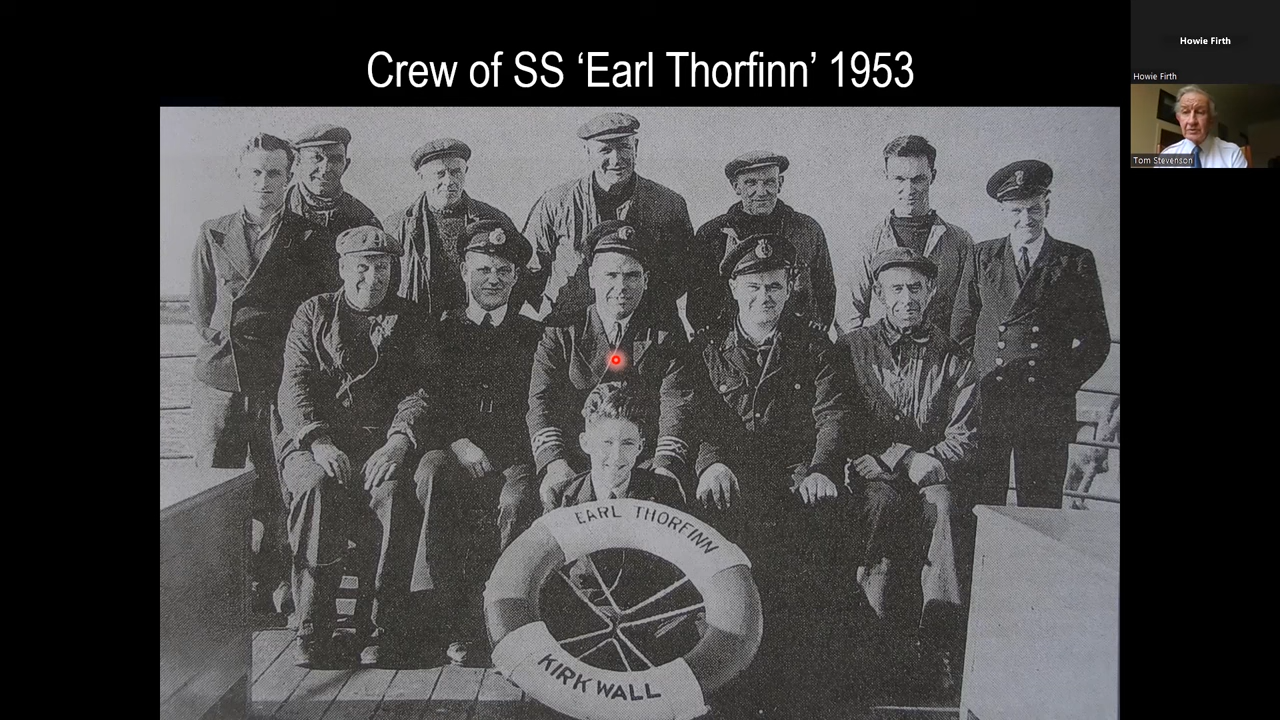 Crew of SS ‘Earl Thorfinn’ 1953
Howie Firth
Howie Firth
Tom Stevenson
EARL THORFINN
KIRKWALL